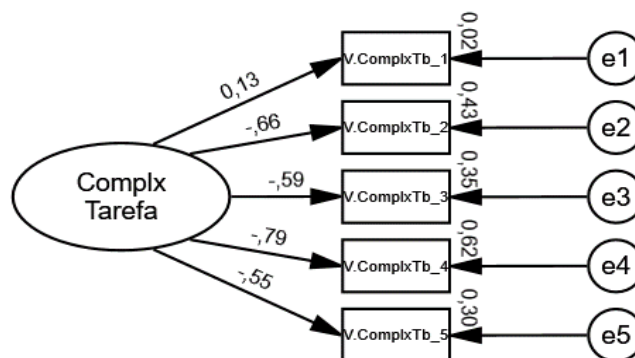 0,02
V.ComplxTb_1
e1
0,13
0,43
V.ComplxTb_2
e2
-,66
Complx
Tarefa
0,35
V.ComplxTb_3
e3
-,59
0,62
V.ComplxTb_4
e4
-,79
0,30
V.ComplxTb_5
e5
-,55